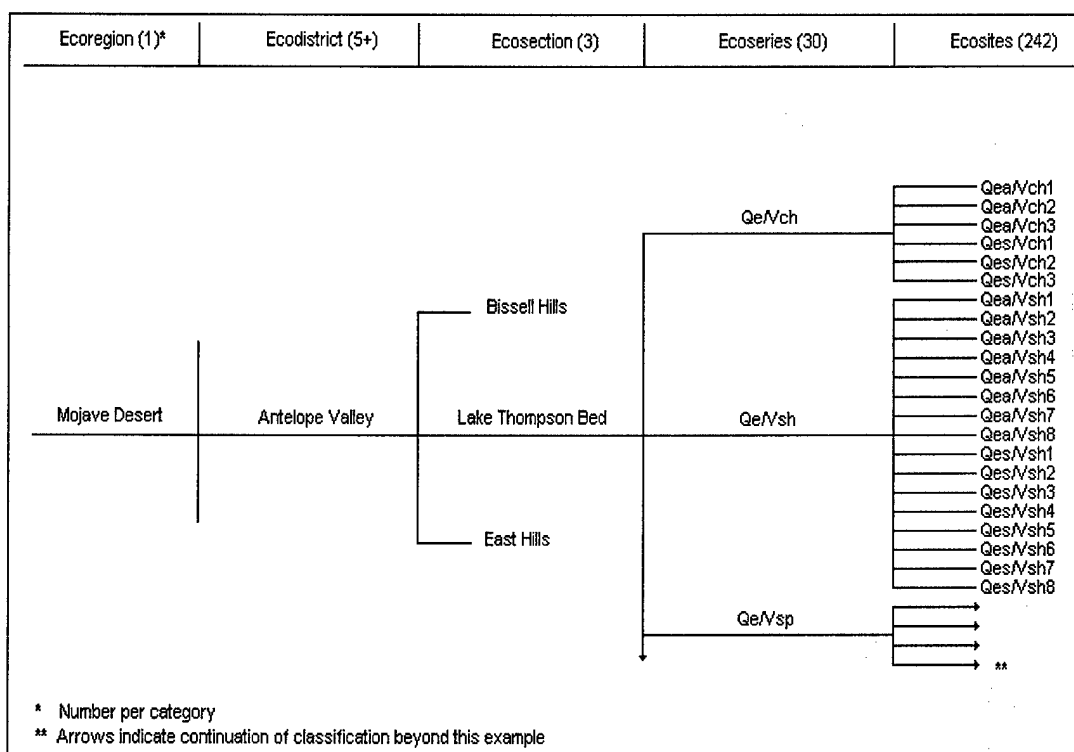 Ecoregion (1)* Ecodistrict (5+) Ecosection (3) Ecoseries (30) Ecosites (242)
Qea/Vch1
Qea/Vch2
Qea/Vch3
Qe/Vch
Qes/Vch1
Qes/Vch2
Qes/Vch3
Qea/Vsh1
Bissell Hills
Qea/Vsh2
Qea/Vsh3
Qea/Vsh4
Qea/Vsh5
Qea/Vsh6
Mojave Desert Antelope Valley Lake Thompson Bed Qe/Vsh Qea/Vsh7
Qea/Vsh8
Qes/Vsh1
Qes/Vsh2
Qes/Vsh3
Qes/Vsh4
Qes/Vsh5
East Hills
Qes/Vsh6
Qes/Vsh7
Qes/Vsh8
Qe/Vsp
**
* Number per category
** Arrows indicate continuation of classification beyond this example